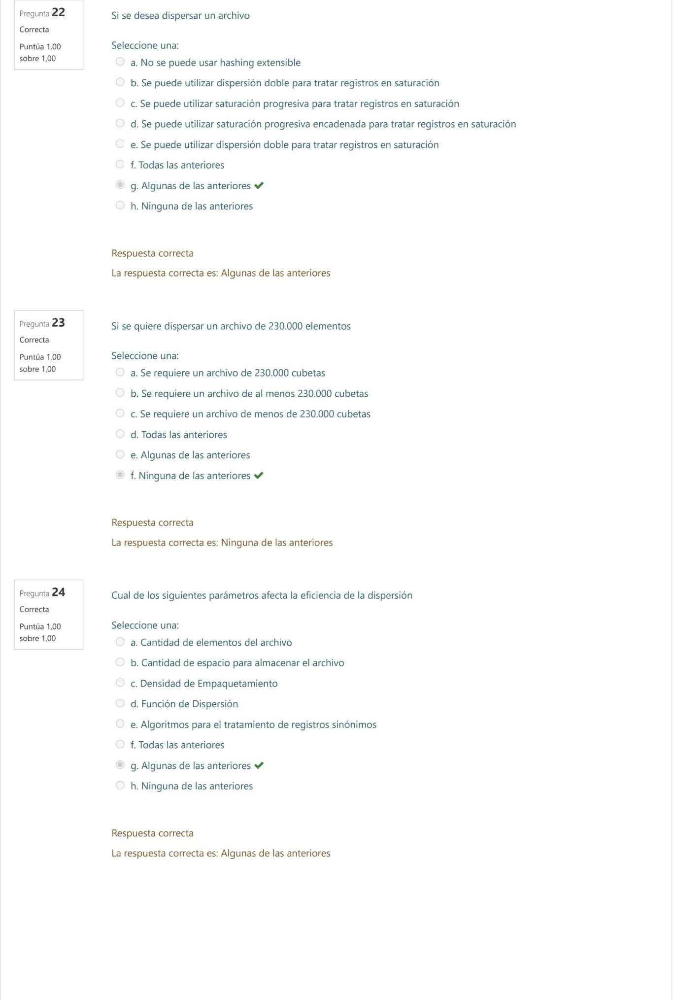 Pregunta 22
Correcta
Puntúa 1,00
sobre 1,00
Si se desea dispersar un archivo
Seleccione una:
a. No se puede usar hashing extensible
b. Se puede utilizar dispersión doble para tratar registros en saturación
c. Se puede utilizar saturación progresiva para tratar registros en saturación
d. Se puede utilizar saturación progresiva encadenada para tratar registros en saturación
e. Se puede utilizar dispersión doble para tratar registros en saturación
f. Todas las anteriores
g. Algunas de las anteriores
h. Ninguna de las anteriores
Respuesta correcta
La respuesta correcta es: Algunas de las anteriores
Pregunta 23
Correcta
Puntúa 1,00
sobre 1,00
Si se quiere dispersar un archivo de 230.000 elementos
Seleccione una:
a. Se requiere un archivo de 230.000 cubetas
b. Se requiere un archivo de al menos 230.000 cubetas
c. Se requiere un archivo de menos de 230.000 cubetas
d. Todas las anteriores
e. Algunas de las anteriores
f. Ninguna de las anteriores
Respuesta correcta
La respuesta correcta es: Ninguna de las anteriores
Pregunta 24
Correcta
Puntúa 1,00
sobre 1,00
Cual de los siguientes parámetros afecta la eficiencia de la dispersión
Seleccione una:
a. Cantidad de elementos del archivo
b. Cantidad de espacio para almacenar el archivo
c. Densidad de Empaquetamiento
d. Función de Dispersión
e. Algoritmos para el tratamiento de registros sinónimos
f. Todas las anteriores
g. Algunas de las anteriores
h. Ninguna de las anteriores
Respuesta correcta
La respuesta correcta es: Algunas de las anteriores